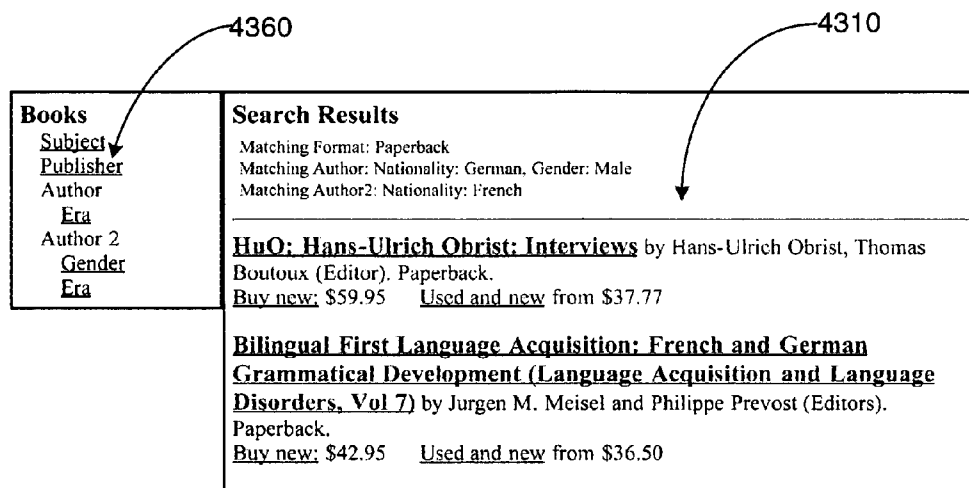 4360
4310
Books
Subject
Publisher
Author
Era
Author 2
Gender
Era
Search Results
Matching Format: Paperback
Matching Author: Nationality: German, Gender: Male
Matching Author2: Nationality: French
HuO: Hans-Ulrich Obrist: Interviews by Hans-Ulrich Obrist, Thomas
Boutoux (Editor). Paperback.
Buy new: $59.95 Used and new from $37.77
Bilingual First Language Acquisition: French and German
Grammatical Development (Language Acquisition and Language
Disorders, Vol 7) by Jurgen M. Meisel and Philippe Prevost (Editors).
Paperback.
Buy new: $42.95 Used and new from $36.50